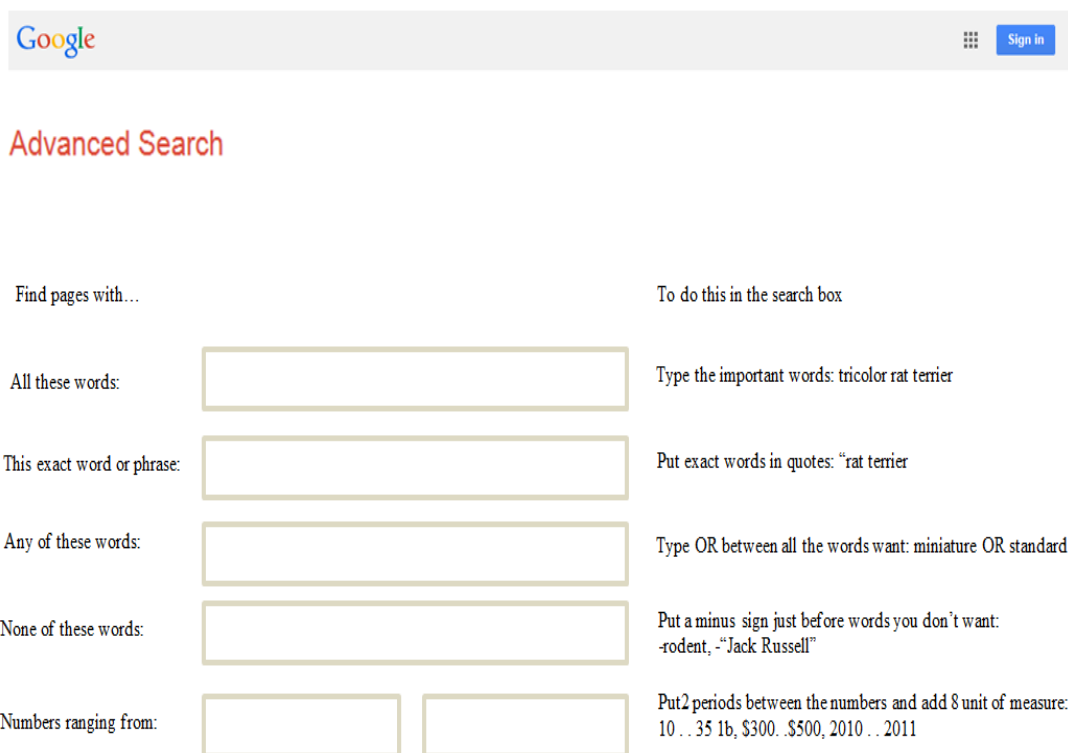 Google
Sign in
Advanced Search
Find pages with…
To do this in the search box
All these words:
Type the important words: tricolor rat terrier
This exact word or phrase:
Put exact words in quotes: “rat terrier
Any of these words:
Type OR between all the words want: miniature OR standard
None of these words:
Put a minus sign just before words you don’t want:
-rodent, -“Jack Russell”
Numbers ranging from:
Put2 periods between the numbers and add 8 unit of measure:
10 . . 35 1b, $300. .$500, 2010 . . 2011